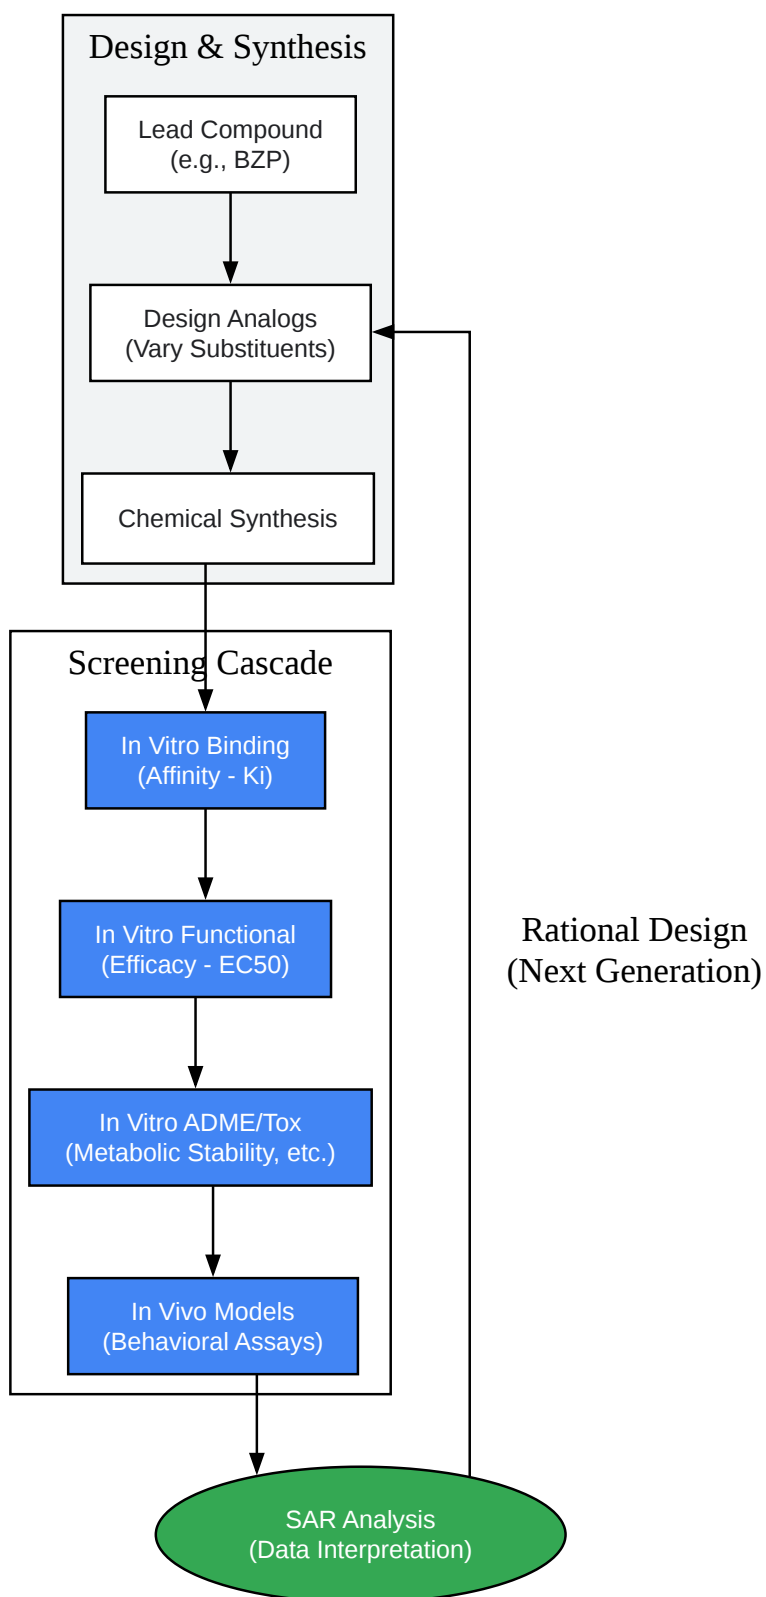 Design & Synthesis
Lead Compound
(e.g., BZP)
Design Analogs
(Vary Substituents)
Chemical Synthesis
Screening Cascade
In Vitro Binding
(Affinity - Ki)
In Vitro Functional
(Efficacy - EC50)
Rational Design
(Next Generation)
In Vitro ADME/Tox
(Metabolic Stability, etc.)
In Vivo Models
(Behavioral Assays)
SAR Analysis
(Data Interpretation)